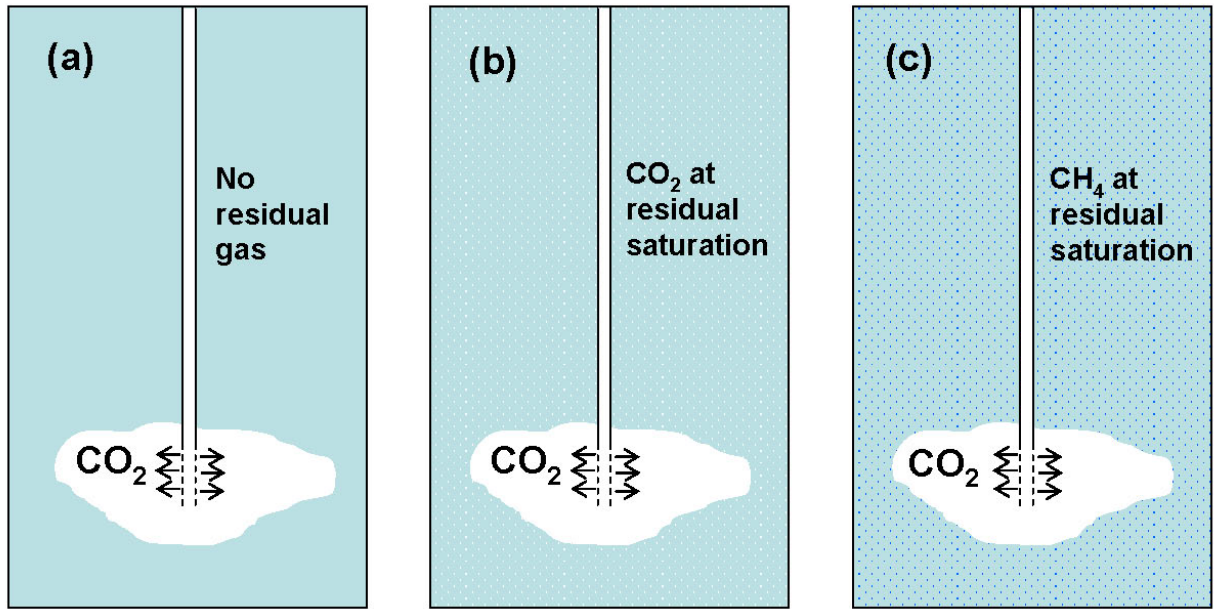 (a)
No
residual
gas
CO₂
(b)
CO₂ at
residual
saturation
CO₂
(c)
CH₄ at
residual
saturation
CO₂